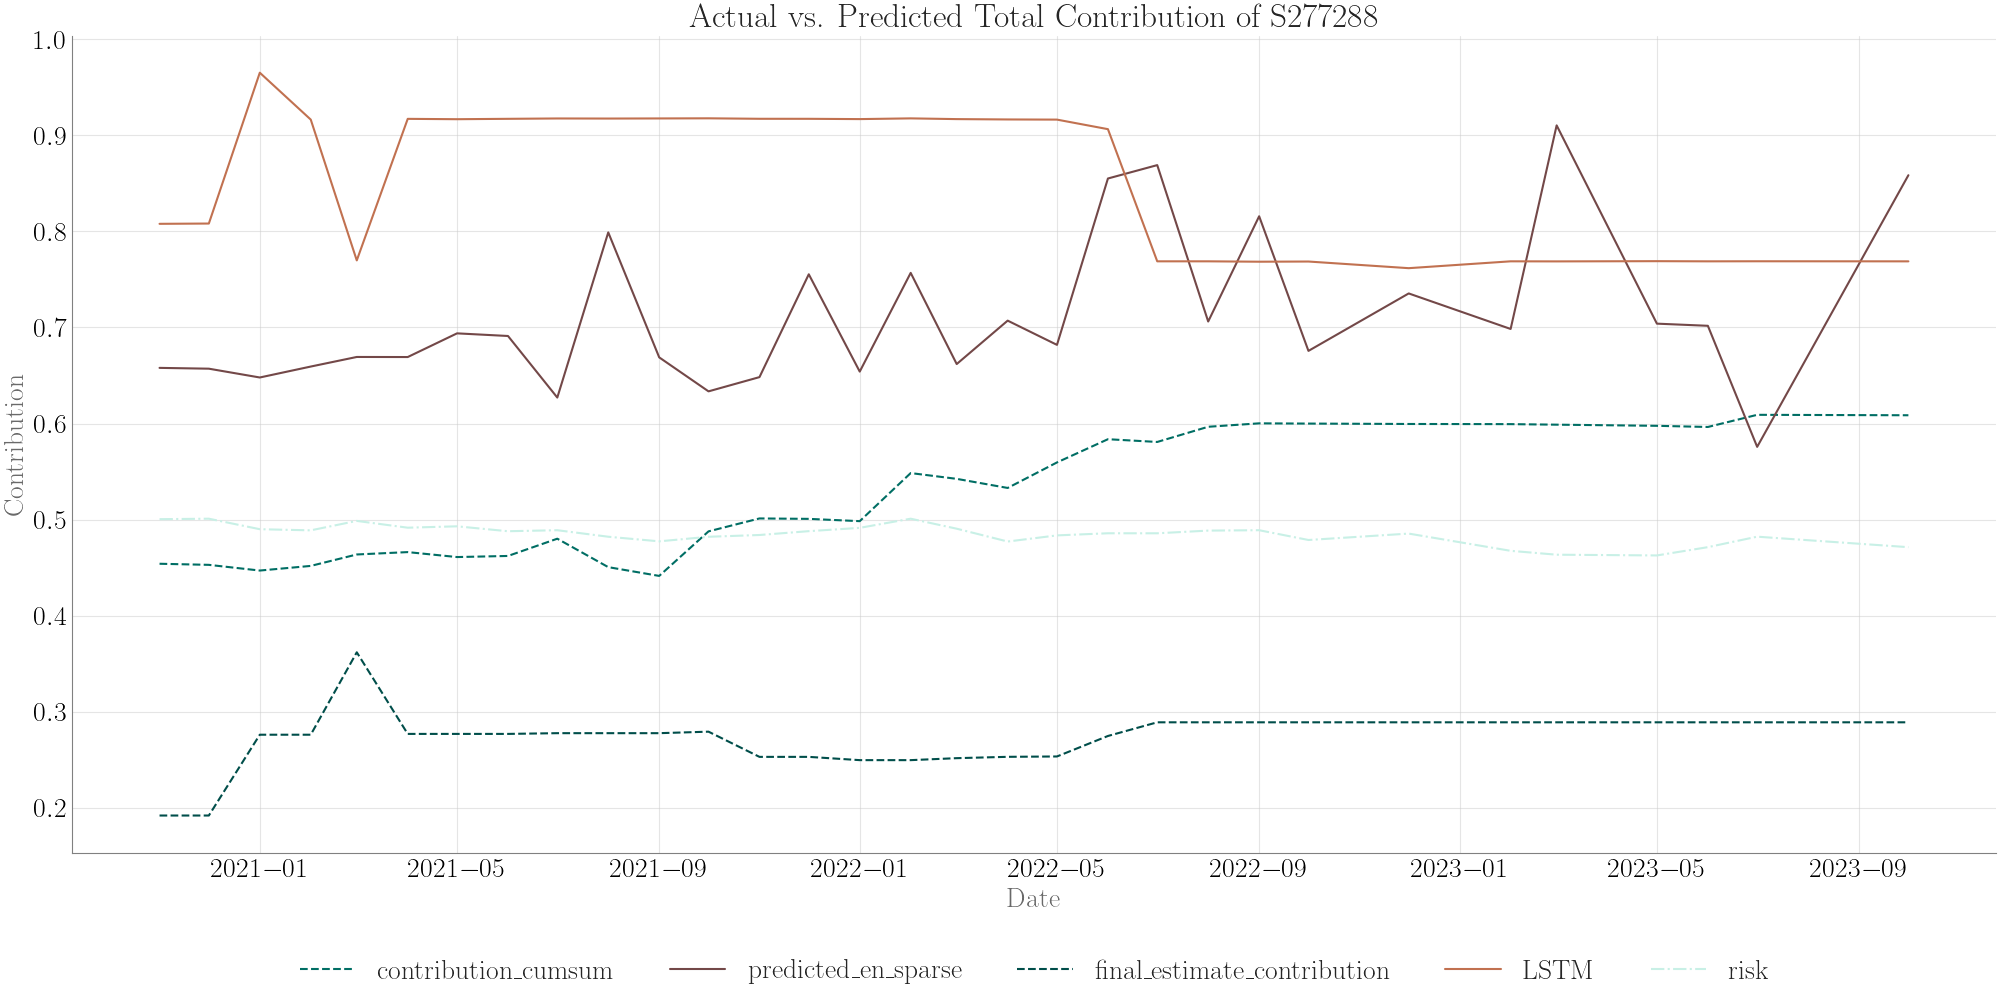 Actual vs. Predicted Total Contribution of S277288
1.0
0.9
0.8
0.7
0.6
0.5
0.4
0.3
0.2
Contribution
2021−01 2021−05 2021−09 2022−01 2022−05 2022−09 2023−01 2023−05 2023−09
Date
contribution_cumsum predicted_en_sparse final_estimate_contribution LSTM risk